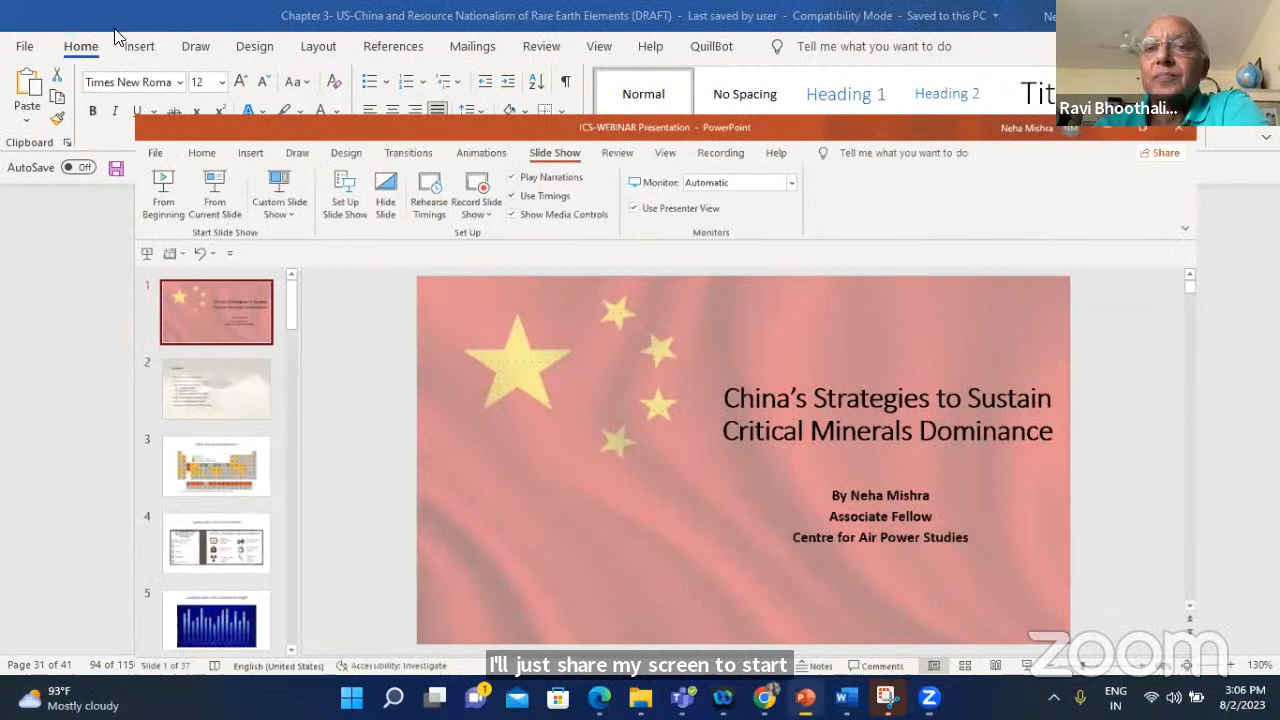 Chapter 3- US-China and Resource Nationalism of Rare Earth Elements (DRAFT) - Last saved by user - Compatibility Mode - Saved to this PC
Ne
File Home Insert Draw Design Layout References Mailings Review View Help QuillBot Tell me what you want to do
Ravi Bhoothali...
Paste
Times New Roma 12
Aa
Normal
No Spacing
Heading 1
Heading 2
Tit
B I U ab
Clipboard
AutoSave Off
ICS-WEBINAR Presentation - PowerPoint
Neha Mishra
File Home Insert Draw Design Transitions Animations Slide Show Review View Recording Help Tell me what you want to do
Share
From Beginning
From Current Slide
Custom Slide Show
Set Up Slide Show
Hide Slide
Rehearse Timings
Record Slide Show
Play Narrations
Use Timings
Show Media Controls
Monitor: Automatic
Use Presenter View
Start Slide Show
Set Up
Monitors
1
2
3
4
5
China's Strategies to Sustain
Critical Minerals Dominance
By Neha Mishra
Associate Fellow
Centre for Air Power Studies
zoom
I'll just share my screen to start
Page 31 of 41
94 of 115
Slide 1 of 37
English (United States)
Accessibility: Investigate
Notes
Comments
130%
93°F
Mostly cloudy
1
ENG
IN
3:06 PM
8/2/2023